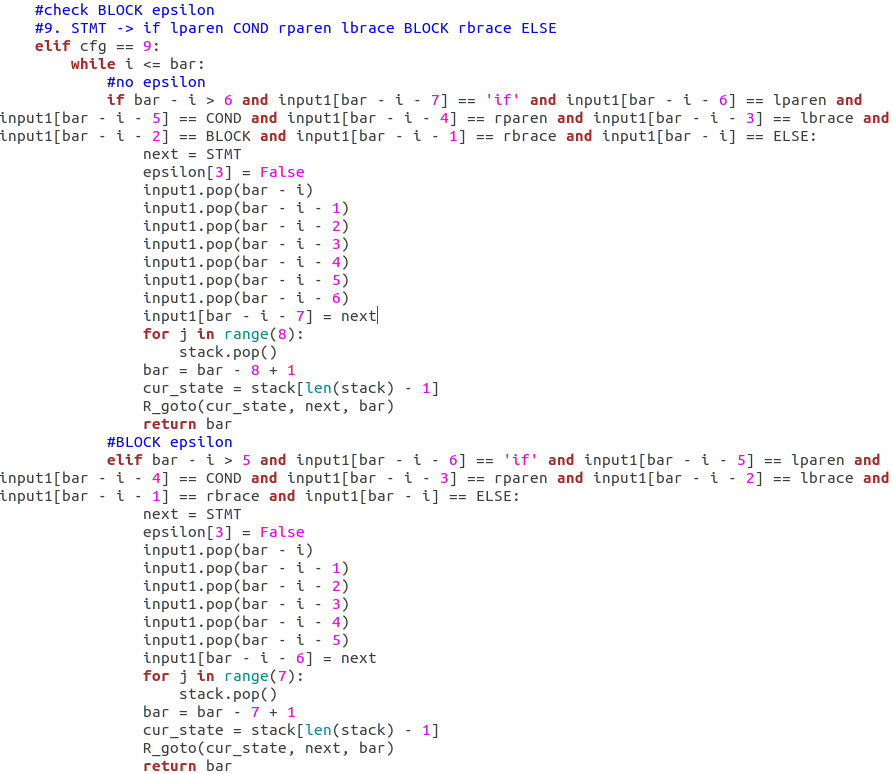 #check BLOCK epsilon
    #9. STMT -> if lparen COND rparen lbrace BLOCK rbrace ELSE
    elif cfg == 9:
        while i <= bar:
            #no epsilon
            if bar - i > 6 and input1[bar - i - 7] == 'if' and input1[bar - i - 6] == lparen and
input1[bar - i - 5] == COND and input1[bar - i - 4] == rparen and input1[bar - i - 3] == lbrace and
input1[bar - i - 2] == BLOCK and input1[bar - i - 1] == rbrace and input1[bar - i] == ELSE:
                next = STMT
                epsilon[3] = False
                input1.pop(bar - i)
                input1.pop(bar - i - 1)
                input1.pop(bar - i - 2)
                input1.pop(bar - i - 3)
                input1.pop(bar - i - 4)
                input1.pop(bar - i - 5)
                input1.pop(bar - i - 6)
                input1[bar - i - 7] = next
                for j in range(8):
                    stack.pop()
                bar = bar - 8 + 1
                cur_state = stack[len(stack) - 1]
                R_goto(cur_state, next, bar)
                return bar
            #BLOCK epsilon
            elif bar - i > 5 and input1[bar - i - 6] == 'if' and input1[bar - i - 5] == lparen and
input1[bar - i - 4] == COND and input1[bar - i - 3] == rparen and input1[bar - i - 2] == lbrace and
input1[bar - i - 1] == rbrace and input1[bar - i] == ELSE:
                next = STMT
                epsilon[3] = False
                input1.pop(bar - i)
                input1.pop(bar - i - 1)
                input1.pop(bar - i - 2)
                input1.pop(bar - i - 3)
                input1.pop(bar - i - 4)
                input1.pop(bar - i - 5)
                input1[bar - i - 6] = next
                for j in range(7):
                    stack.pop()
                bar = bar - 7 + 1
                cur_state = stack[len(stack) - 1]
                R_goto(cur_state, next, bar)
                return bar